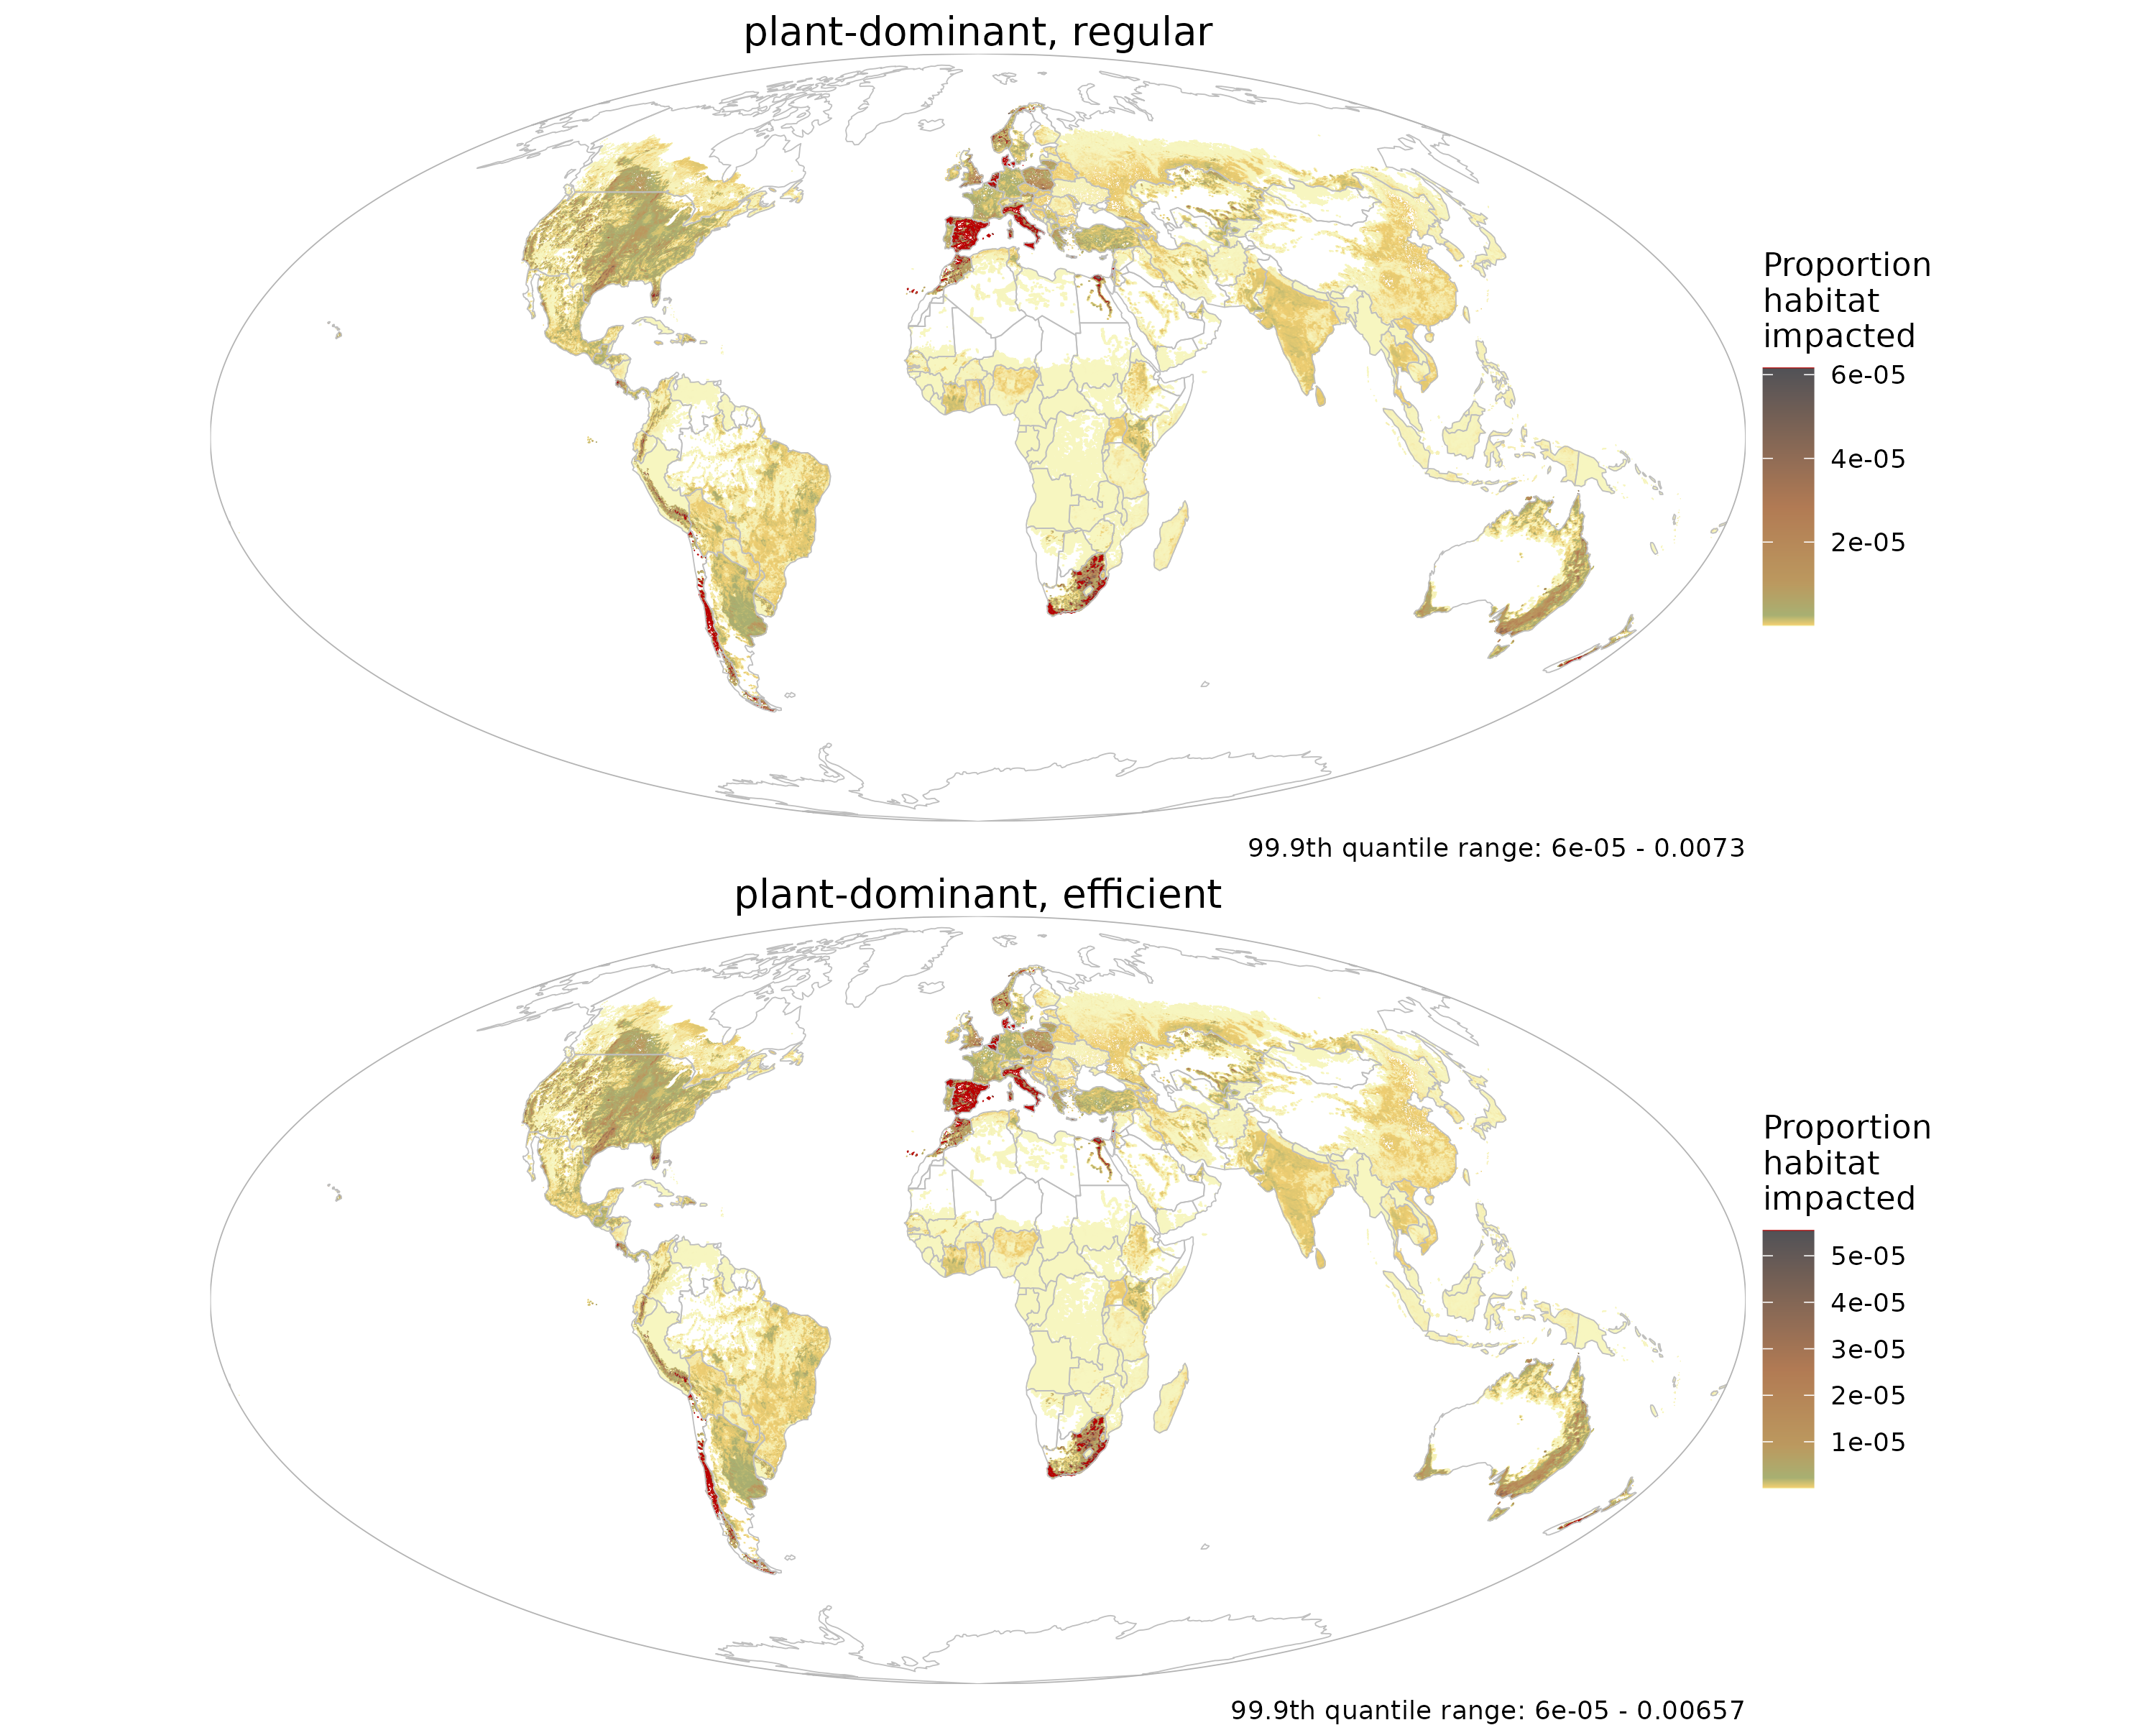 plant-dominant, regular
Proportion
habitat
impacted
6e-05
4e-05
2e-05
99.9th quantile range: 6e-05 - 0.0073
plant-dominant, efficient
Proportion
habitat
impacted
5e-05
4e-05
3e-05
2e-05
1e-05
99.9th quantile range: 6e-05 - 0.00657